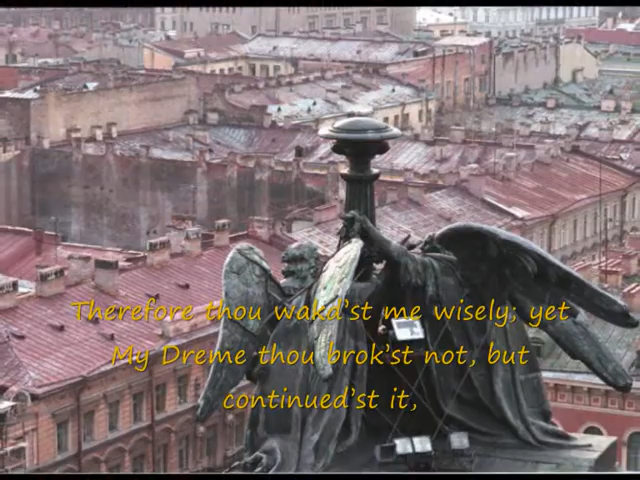 Therefore thou wakd'st me wisely; yet
My Dreme thou brok'st not, but
continued'st it,